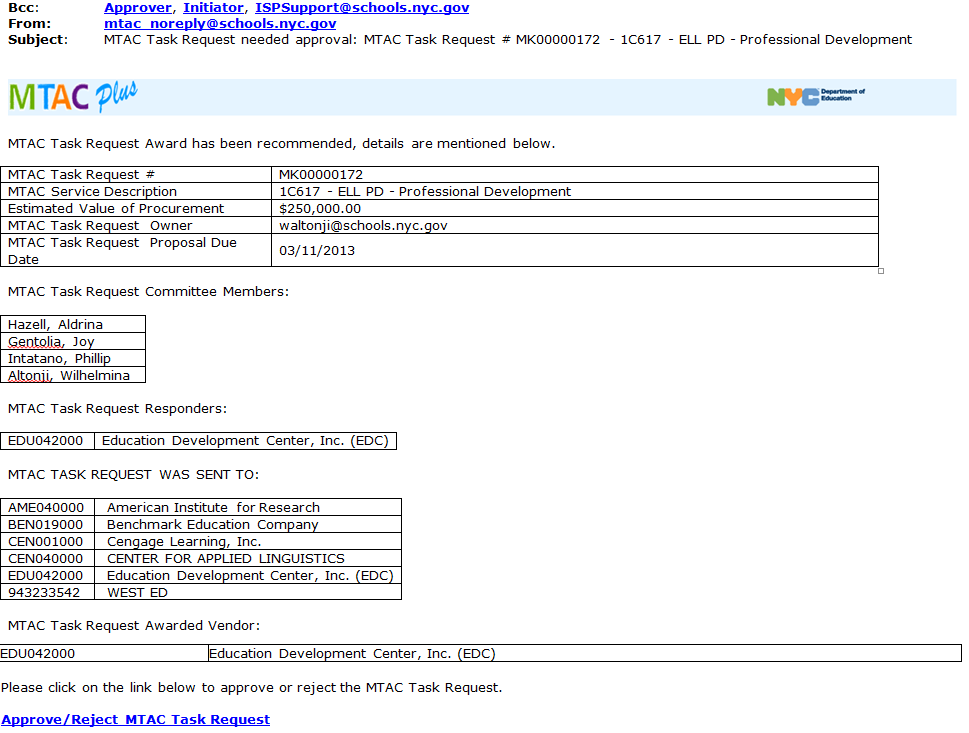 Bcc: Approver, Initiator, ISPSupport@schools.nyc.gov
From: mtac_noreply@schools.nyc.gov
Subject: MTAC Task Request needed approval: MTAC Task Request # MK00000172 - 1C617 - ELL PD - Professional Development
MTAC Plus NYC Department of
Education
MTAC Task Request Award has been recommended, details are mentioned below.
MTAC Task Request # MK00000172
MTAC Service Description 1C617 - ELL PD - Professional Development
Estimated Value of Procurement $250,000.00
MTAC Task Request Owner waltonji@schools.nyc.gov
MTAC Task Request Proposal Due
Date 03/11/2013
MTAC Task Request Committee Members:
Hazell, Aldrina
Gentolia, Joy
Intatano, Phillip
Altonji, Wilhelmina
MTAC Task Request Responders:
EDU042000 Education Development Center, Inc. (EDC)
MTAC TASK REQUEST WAS SENT TO:
AME040000 American Institute for Research
BEN019000 Benchmark Education Company
CEN001000 Cengage Learning, Inc.
CEN040000 CENTER FOR APPLIED LINGUISTICS
EDU042000 Education Development Center, Inc. (EDC)
943233542 WEST ED
MTAC Task Request Awarded Vendor:
EDU042000 Education Development Center, Inc. (EDC)
Please click on the link below to approve or reject the MTAC Task Request.
Approve/Reject MTAC Task Request